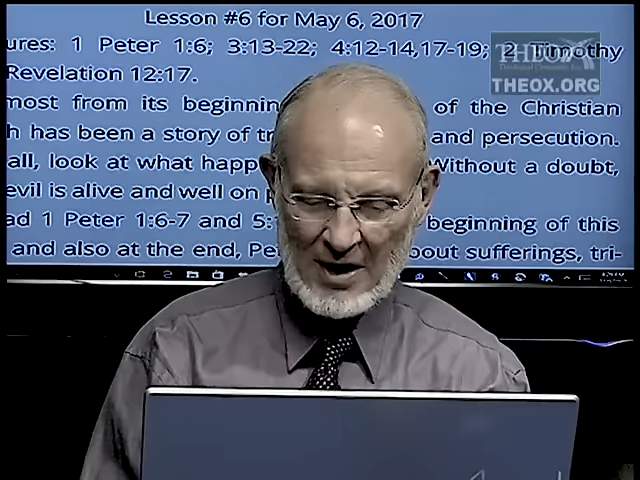 Lesson #6 for May 6, 2017
ures: 1 Peter 1:6; 3:13-22; 4:12-14,17-19; 2 Timothy
Revelation 12:17.
THEOX
THEOX.ORG
most from its beginnin of the Christian
h has been a story of tr and persecution.
all, look at what happ Without a doubt,
evil is alive and well on
ad 1 Peter 1:6-7 and 5: beginning of this
and also at the end, Pet bout sufferings, tri-